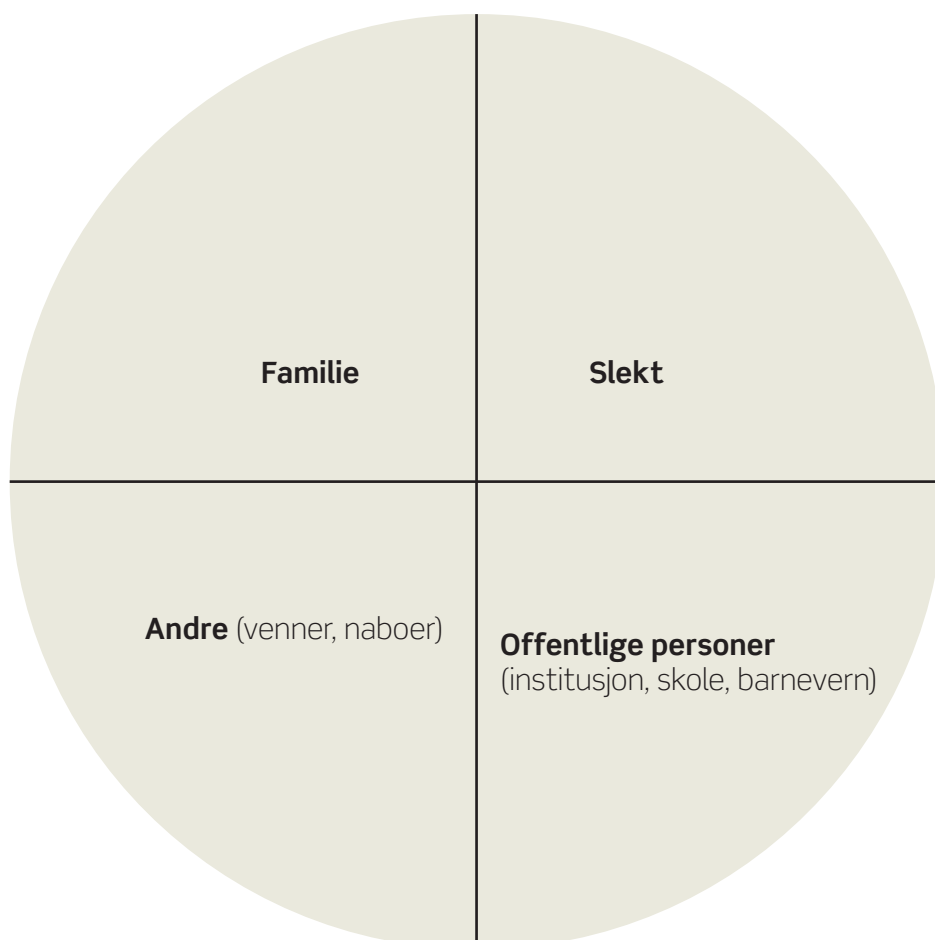 Familie
Slekt
Andre (venner, naboer)
Offentlige personer
(institusjon, skole, barnevern)